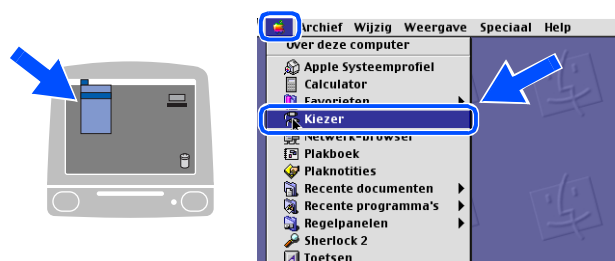 Archief Wijzig Weergave Speciaal Help
Over deze computer
Apple Systeemprofiel
Calculator
Favorieten
Kiezer
Netwerk-browser
Plakboek
Plaknotities
Recente documenten
Recente programma's
Regelpanelen
Sherlock 2
Toetsen